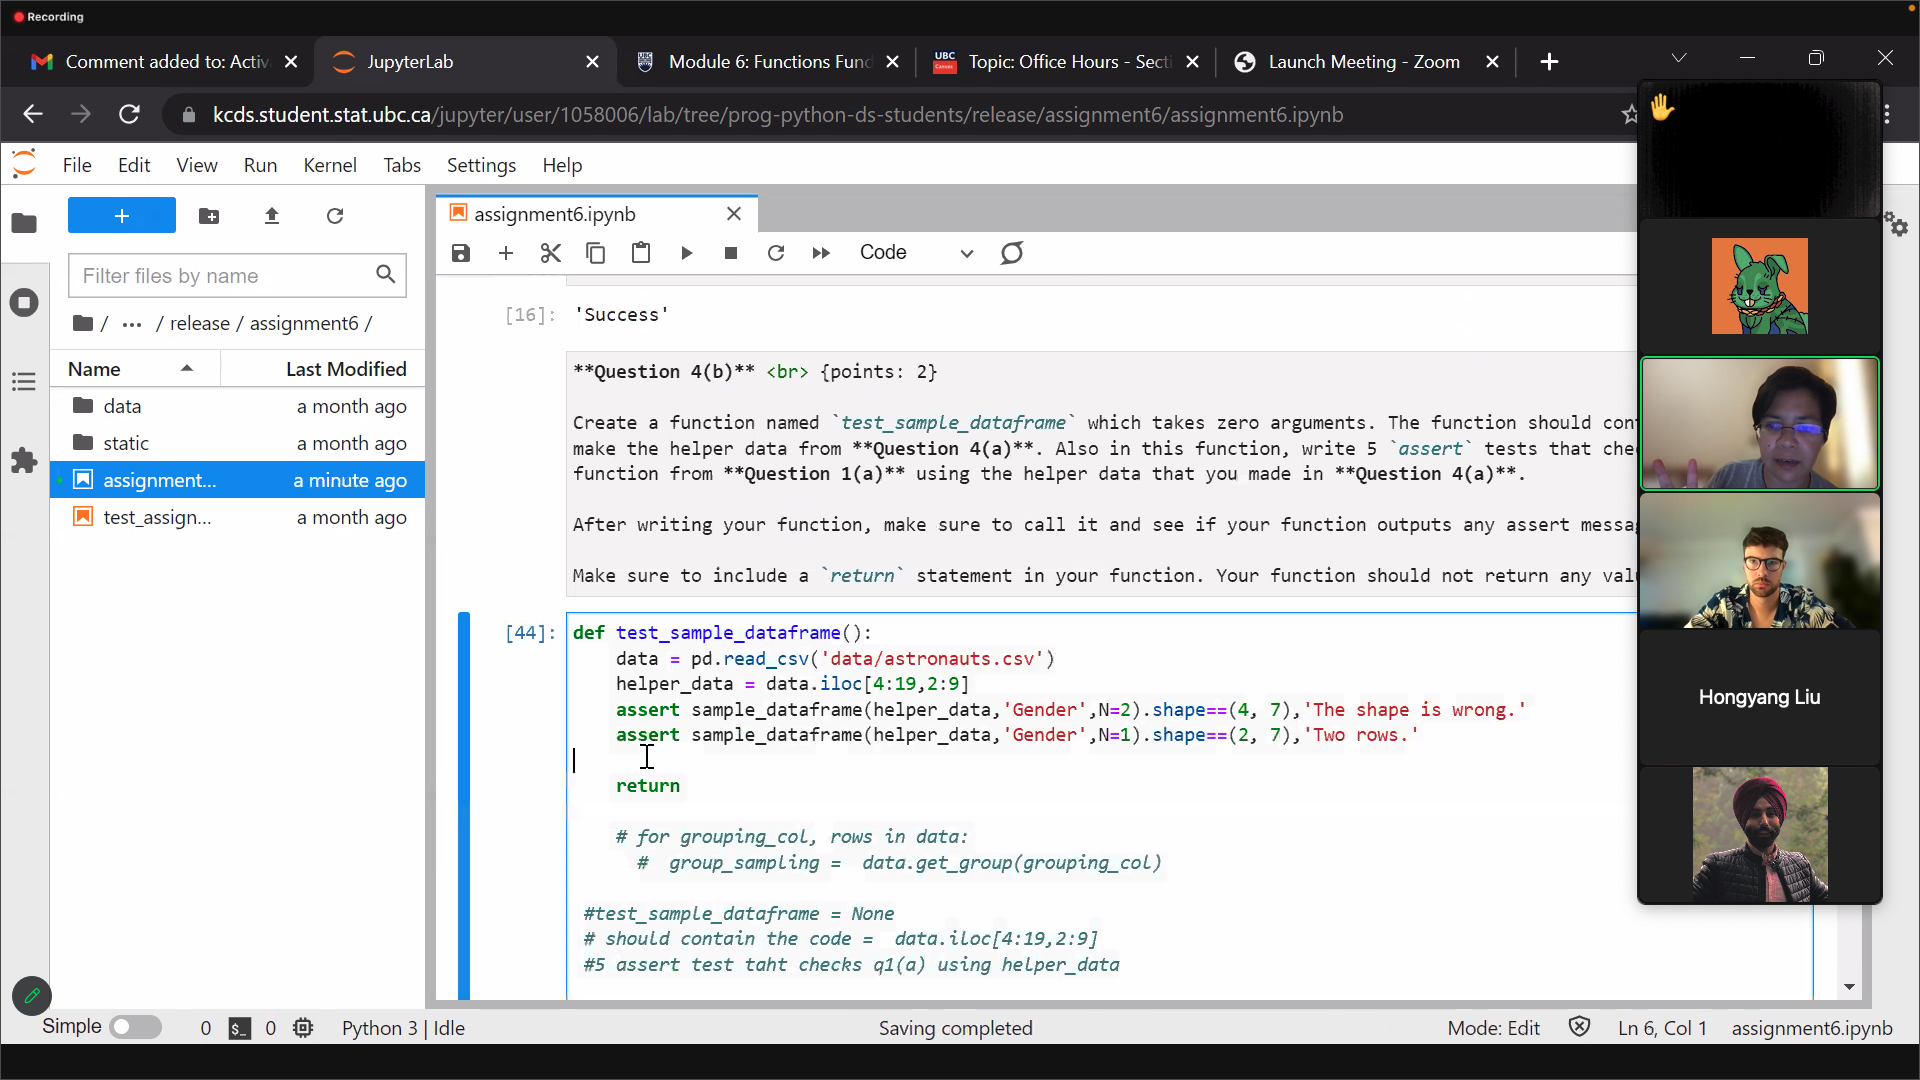 Recording
Comment added to: Activ
JupyterLab
Module 6: Functions Fund
UBC
Topic: Office Hours - Secti
Launch Meeting - Zoom
kcds.student.stat.ubc.ca/jupyter/user/1058006/lab/tree/prog-python-ds-students/release/assignment6/assignment6.ipynb
File Edit View Run Kernel Tabs Settings Help
assignment6.ipynb
Code
Filter files by name
/ ··· / release / assignment6 /
Name Last Modified
data a month ago
static a month ago
assignment... a minute ago
test_assign... a month ago
[16]: 'Success'
**Question 4(b)** <br> {points: 2}
Create a function named `test_sample_dataframe` which takes zero arguments. The function should con
make the helper data from **Question 4(a)**. Also in this function, write 5 `assert` tests that che
function from **Question 1(a)** using the helper data that you made in **Question 4(a)**.
After writing your function, make sure to call it and see if your function outputs any assert messa
Make sure to include a `return` statement in your function. Your function should not return any val
[44]: def test_sample_dataframe():
data = pd.read_csv('data/astronauts.csv')
helper_data = data.iloc[4:19,2:9]
assert sample_dataframe(helper_data,'Gender',N=2).shape==(4, 7),'The shape is wrong.'
assert sample_dataframe(helper_data,'Gender',N=1).shape==(2, 7),'Two rows.'
return
# for grouping_col, rows in data:
# group_sampling = data.get_group(grouping_col)
#test_sample_dataframe = None
# should contain the code = data.iloc[4:19,2:9]
#5 assert test taht checks q1(a) using helper_data
Hongyang Liu
Simple 0 $_ 0 Python 3 | Idle Saving completed Mode: Edit Ln 6, Col 1 assignment6.ipynb